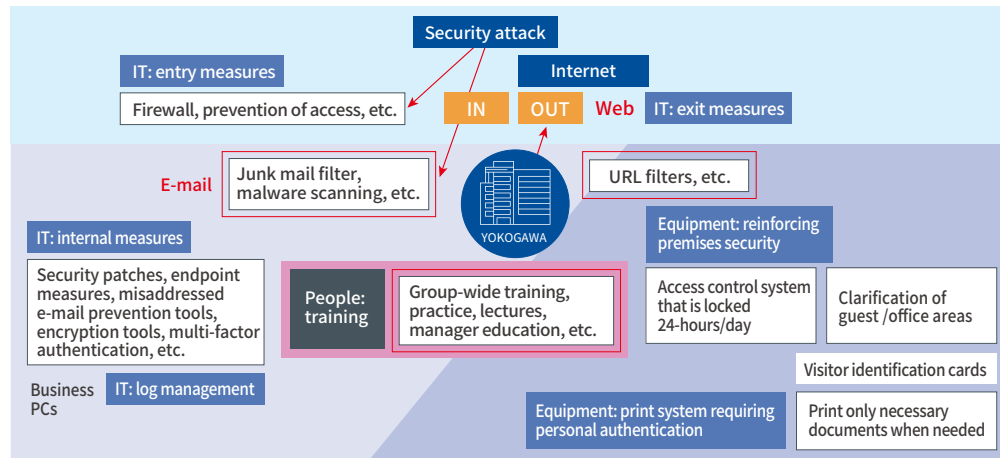 Security attack
IT: entry measures
Internet
Firewall, prevention of access, etc.
IN
OUT
Web
IT: exit measures
E-mail
Junk mail filter,
malware scanning, etc.
URL filters, etc.
YOKOGAWA
IT: internal measures
Security patches, endpoint
measures, misaddressed
e-mail prevention tools,
encryption tools, multi-factor
authentication, etc.
Business
PCs
IT: log management
People:
training
Group-wide training,
practice, lectures,
manager education, etc.
Equipment: reinforcing
premises security
Access control system
that is locked
24-hours/day
Clarification of
guest /office areas
Visitor identification cards
Equipment: print system requiring
personal authentication
Print only necessary
documents when needed